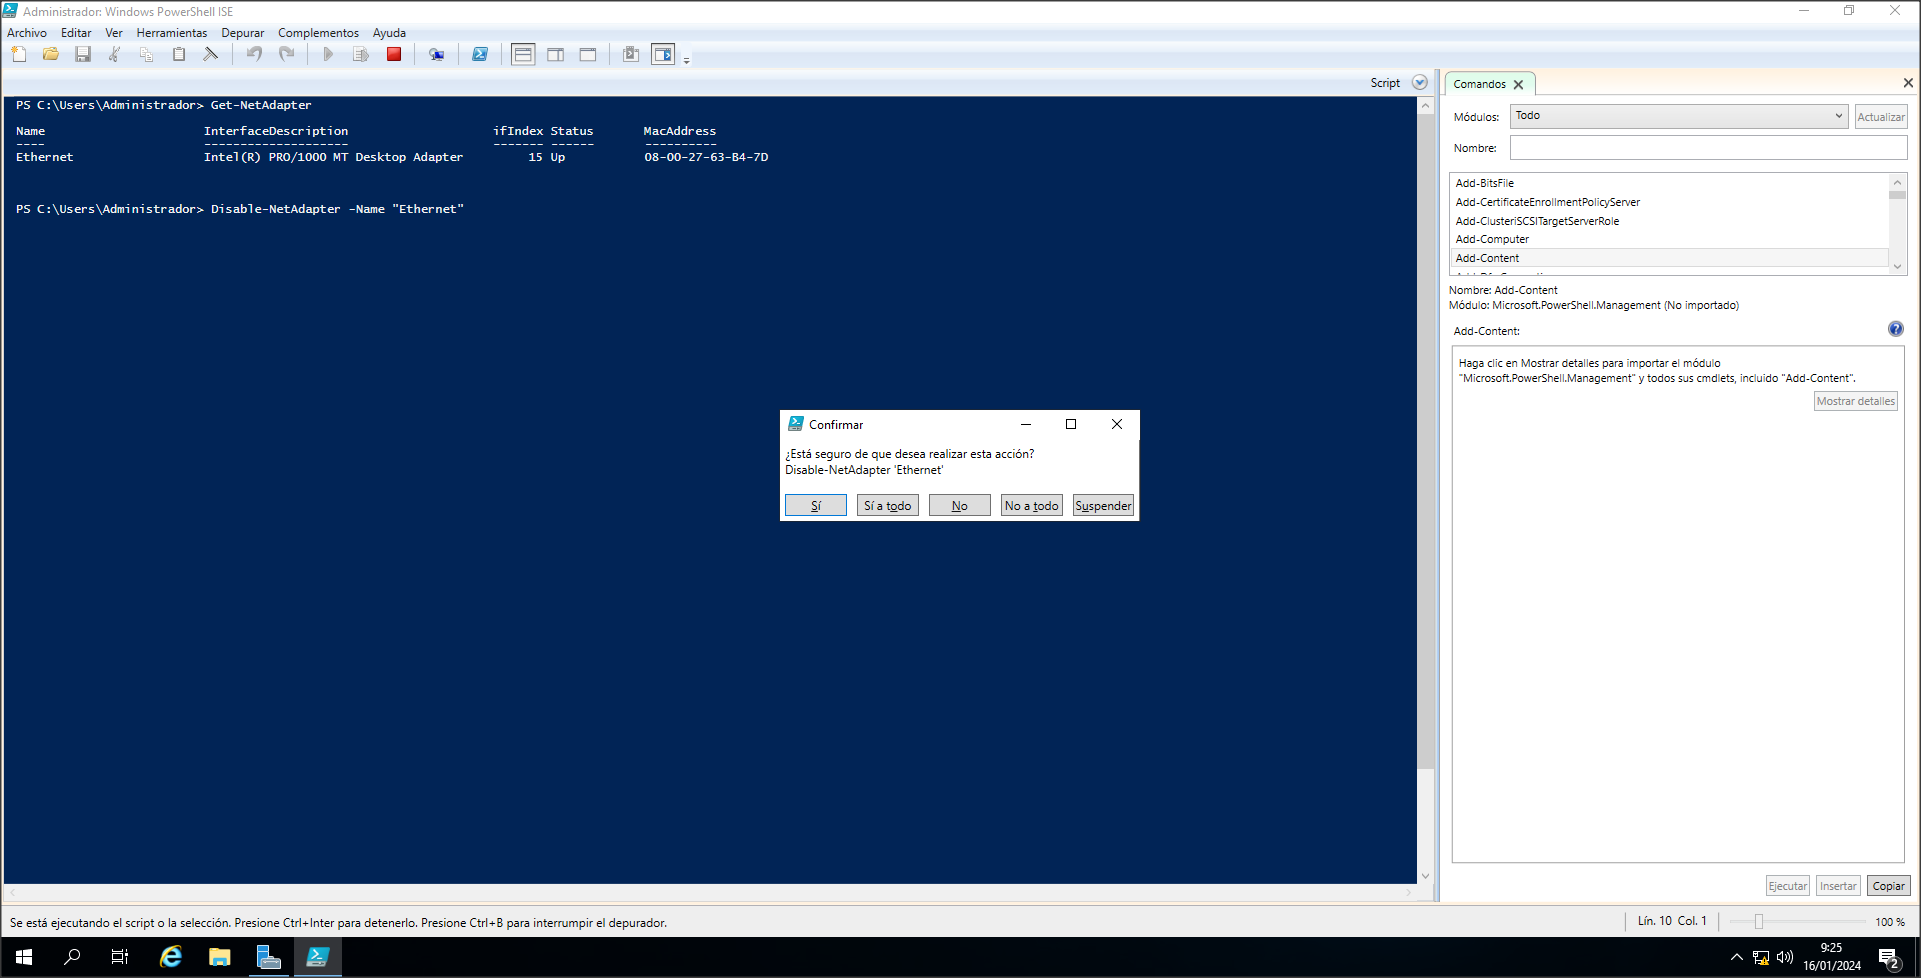 Administrador: Windows PowerShell ISE
Archivo Editar Ver Herramientas Depurar Complementos Ayuda
Script
PS C:\Users\Administrador> Get-NetAdapter
Name InterfaceDescription ifIndex Status MacAddress
---- -------------------- ------- ------ ----------
Ethernet Intel(R) PRO/1000 MT Desktop Adapter 15 Up 08-00-27-63-B4-7D
PS C:\Users\Administrador> Disable-NetAdapter -Name "Ethernet"
Confirmar
¿Está seguro de que desea realizar esta acción?
Disable-NetAdapter 'Ethernet'
Sí Sí a todo No No a todo Suspender
Comandos
Módulos: Todo Actualizar
Nombre:
Add-BitsFile
Add-CertificateEnrollmentPolicyServer
Add-ClusteriSCSITargetServerRole
Add-Computer
Add-Content
Nombre: Add-Content
Módulo: Microsoft.PowerShell.Management (No importado)
Add-Content:
Haga clic en Mostrar detalles para importar el módulo
"Microsoft.PowerShell.Management" y todos sus cmdlets, incluido "Add-Content".
Mostrar detalles
Ejecutar Insertar Copiar
Se está ejecutando el script o la selección. Presione Ctrl+Inter para detenerlo. Presione Ctrl+B para interrumpir el depurador.
Lín. 10 Col. 1 100 %
9:25
16/01/2024
2